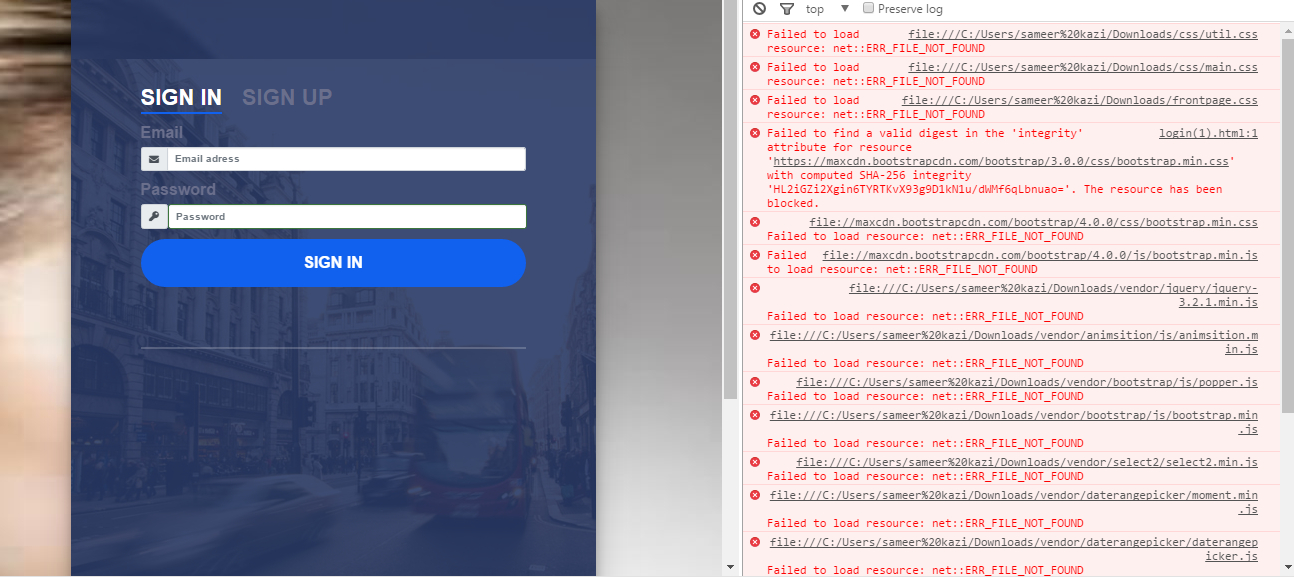 SIGN IN SIGN UP
Email
Email adress
Password
Password
SIGN IN
top ▼ Preserve log
Failed to load file:///C:/Users/sameer%20kazi/Downloads/css/util.css
resource: net::ERR_FILE_NOT_FOUND
Failed to load file:///C:/Users/sameer%20kazi/Downloads/css/main.css
resource: net::ERR_FILE_NOT_FOUND
Failed to load file:///C:/Users/sameer%20kazi/Downloads/frontpage.css
resource: net::ERR_FILE_NOT_FOUND
Failed to find a valid digest in the 'integrity' login(1).html:1
attribute for resource
'https://maxcdn.bootstrapcdn.com/bootstrap/3.0.0/css/bootstrap.min.css'
with computed SHA-256 integrity
'HL2iGZi2Xgin6TYRTKvX93g9D1kN1u/dWMf6qLbnuao='. The resource has been
blocked.
file://maxcdn.bootstrapcdn.com/bootstrap/4.0.0/css/bootstrap.min.css
Failed to load resource: net::ERR_FILE_NOT_FOUND
Failed file://maxcdn.bootstrapcdn.com/bootstrap/4.0.0/js/bootstrap.min.js
to load resource: net::ERR_FILE_NOT_FOUND
file:///C:/Users/sameer%20kazi/Downloads/vendor/jquery/jquery-
3.2.1.min.js
Failed to load resource: net::ERR_FILE_NOT_FOUND
file:///C:/Users/sameer%20kazi/Downloads/vendor/animsition/js/animsition.m
in.js
Failed to load resource: net::ERR_FILE_NOT_FOUND
file:///C:/Users/sameer%20kazi/Downloads/vendor/bootstrap/js/popper.js
Failed to load resource: net::ERR_FILE_NOT_FOUND
file:///C:/Users/sameer%20kazi/Downloads/vendor/bootstrap/js/bootstrap.min
.js
Failed to load resource: net::ERR_FILE_NOT_FOUND
file:///C:/Users/sameer%20kazi/Downloads/vendor/select2/select2.min.js
Failed to load resource: net::ERR_FILE_NOT_FOUND
file:///C:/Users/sameer%20kazi/Downloads/vendor/daterangepicker/moment.min
.js
Failed to load resource: net::ERR_FILE_NOT_FOUND
file:///C:/Users/sameer%20kazi/Downloads/vendor/daterangepicker/daterangep
icker.js
Failed to load resource: net::ERR_FILE_NOT_FOUND